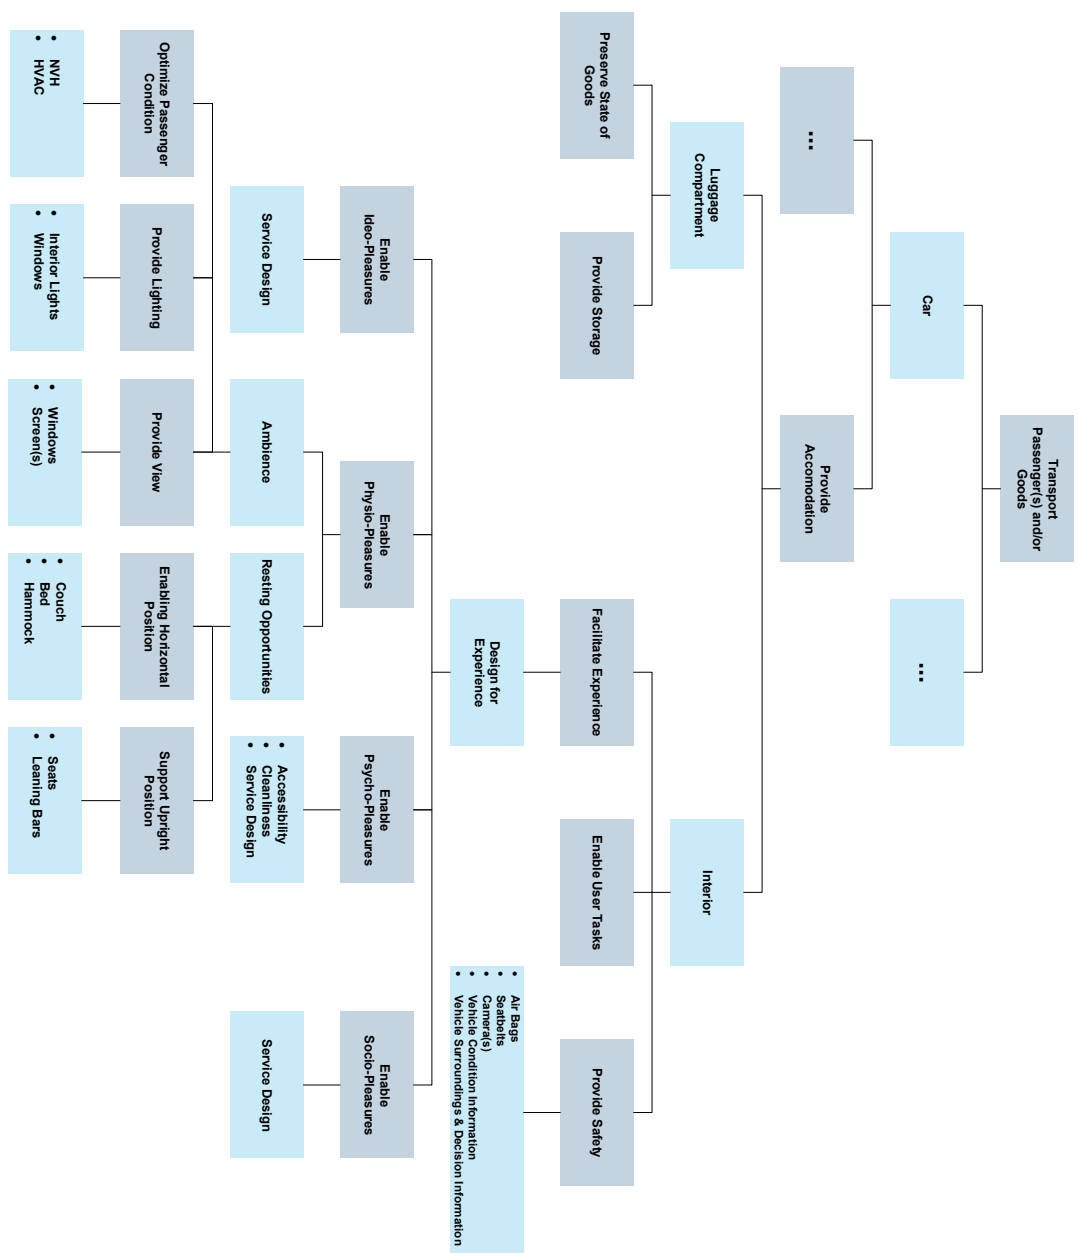 Transport
Passenger(s) and/or
Goods
Car
...
...
Provide
Accomodation
Luggage
Compartment
Interior
Preserve State of
Goods
Provide Storage
Facilitate Experience
Enable User Tasks
Provide Safety
Design for
Experience
• Air Bags
• Seatbelts
• Camera(s)
• Vehicle Condition Information
• Vehicle Surroundings & Decision Information
Enable
Ideo-Pleasures
Enable
Physio-Pleasures
Enable
Psycho-Pleasures
Enable
Socio-Pleasures
Service Design
Ambience
Resting Opportunities
• Accessibility
• Cleanliness
• Service Design
Service Design
Optimize Passenger
Condition
Provide Lighting
Provide View
Enabling Horizontal
Position
Support Upright
Position
• NVH
• HVAC
• Interior Lights
• Windows
• Windows
• Screen(s)
• Couch
• Bed
• Hammock
• Seats
• Leaning Bars